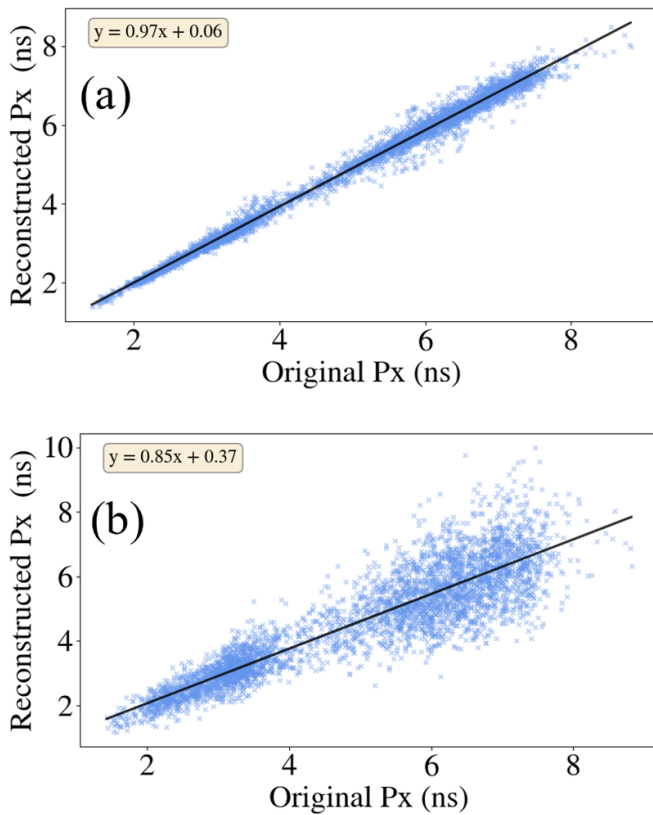 y = 0.97x + 0.06
(a)
Reconstructed Px (ns)
8
6
4
2
2 4 6 8
Original Px (ns)
y = 0.85x + 0.37
(b)
Reconstructed Px (ns)
10
8
6
4
2
2 4 6 8
Original Px (ns)